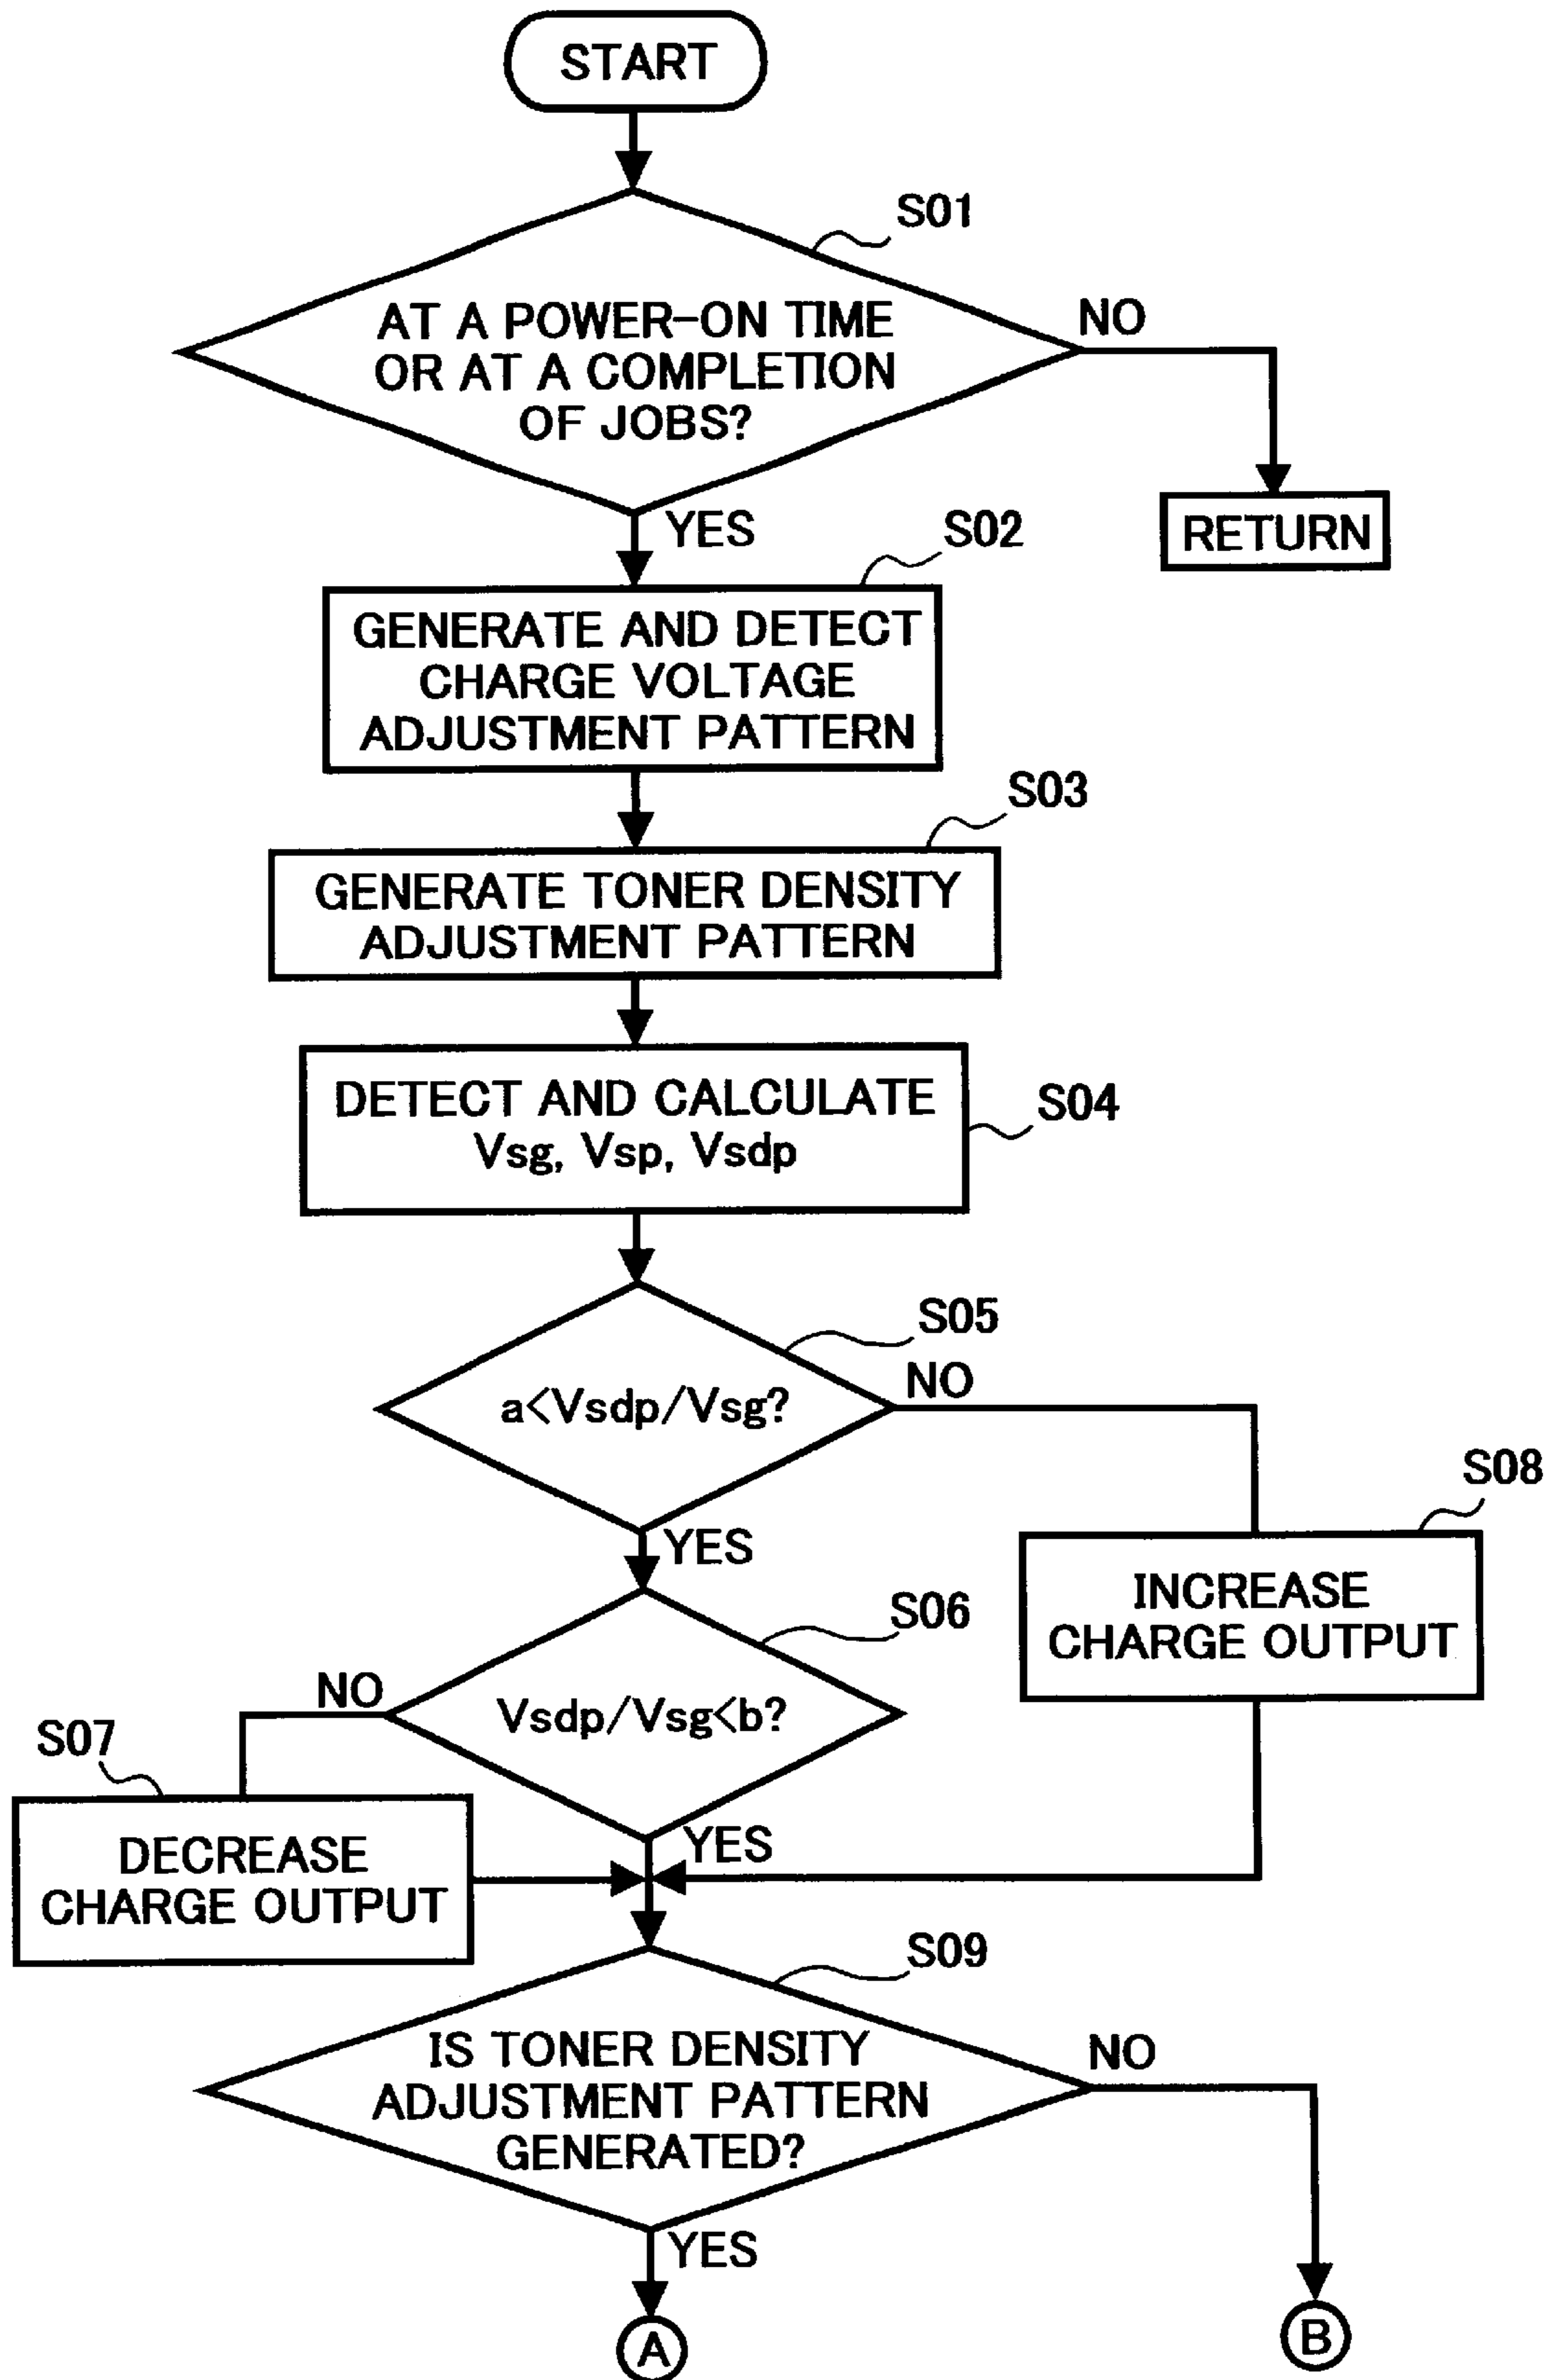 START
S01
AT A POWER-ON TIME
OR AT A COMPLETION
OF JOBS?
NO
YES
RETURN
S02
GENERATE AND DETECT
CHARGE VOLTAGE
ADJUSTMENT PATTERN
S03
GENERATE TONER DENSITY
ADJUSTMENT PATTERN
S04
DETECT AND CALCULATE
Vsg, Vsp, Vsdp
S05
a<Vsdp/Vsg?
NO
YES
S08
INCREASE
CHARGE OUTPUT
S06
Vsdp/Vsg<b?
NO
YES
S07
DECREASE
CHARGE OUTPUT
S09
IS TONER DENSITY
ADJUSTMENT PATTERN
GENERATED?
NO
YES
A
B